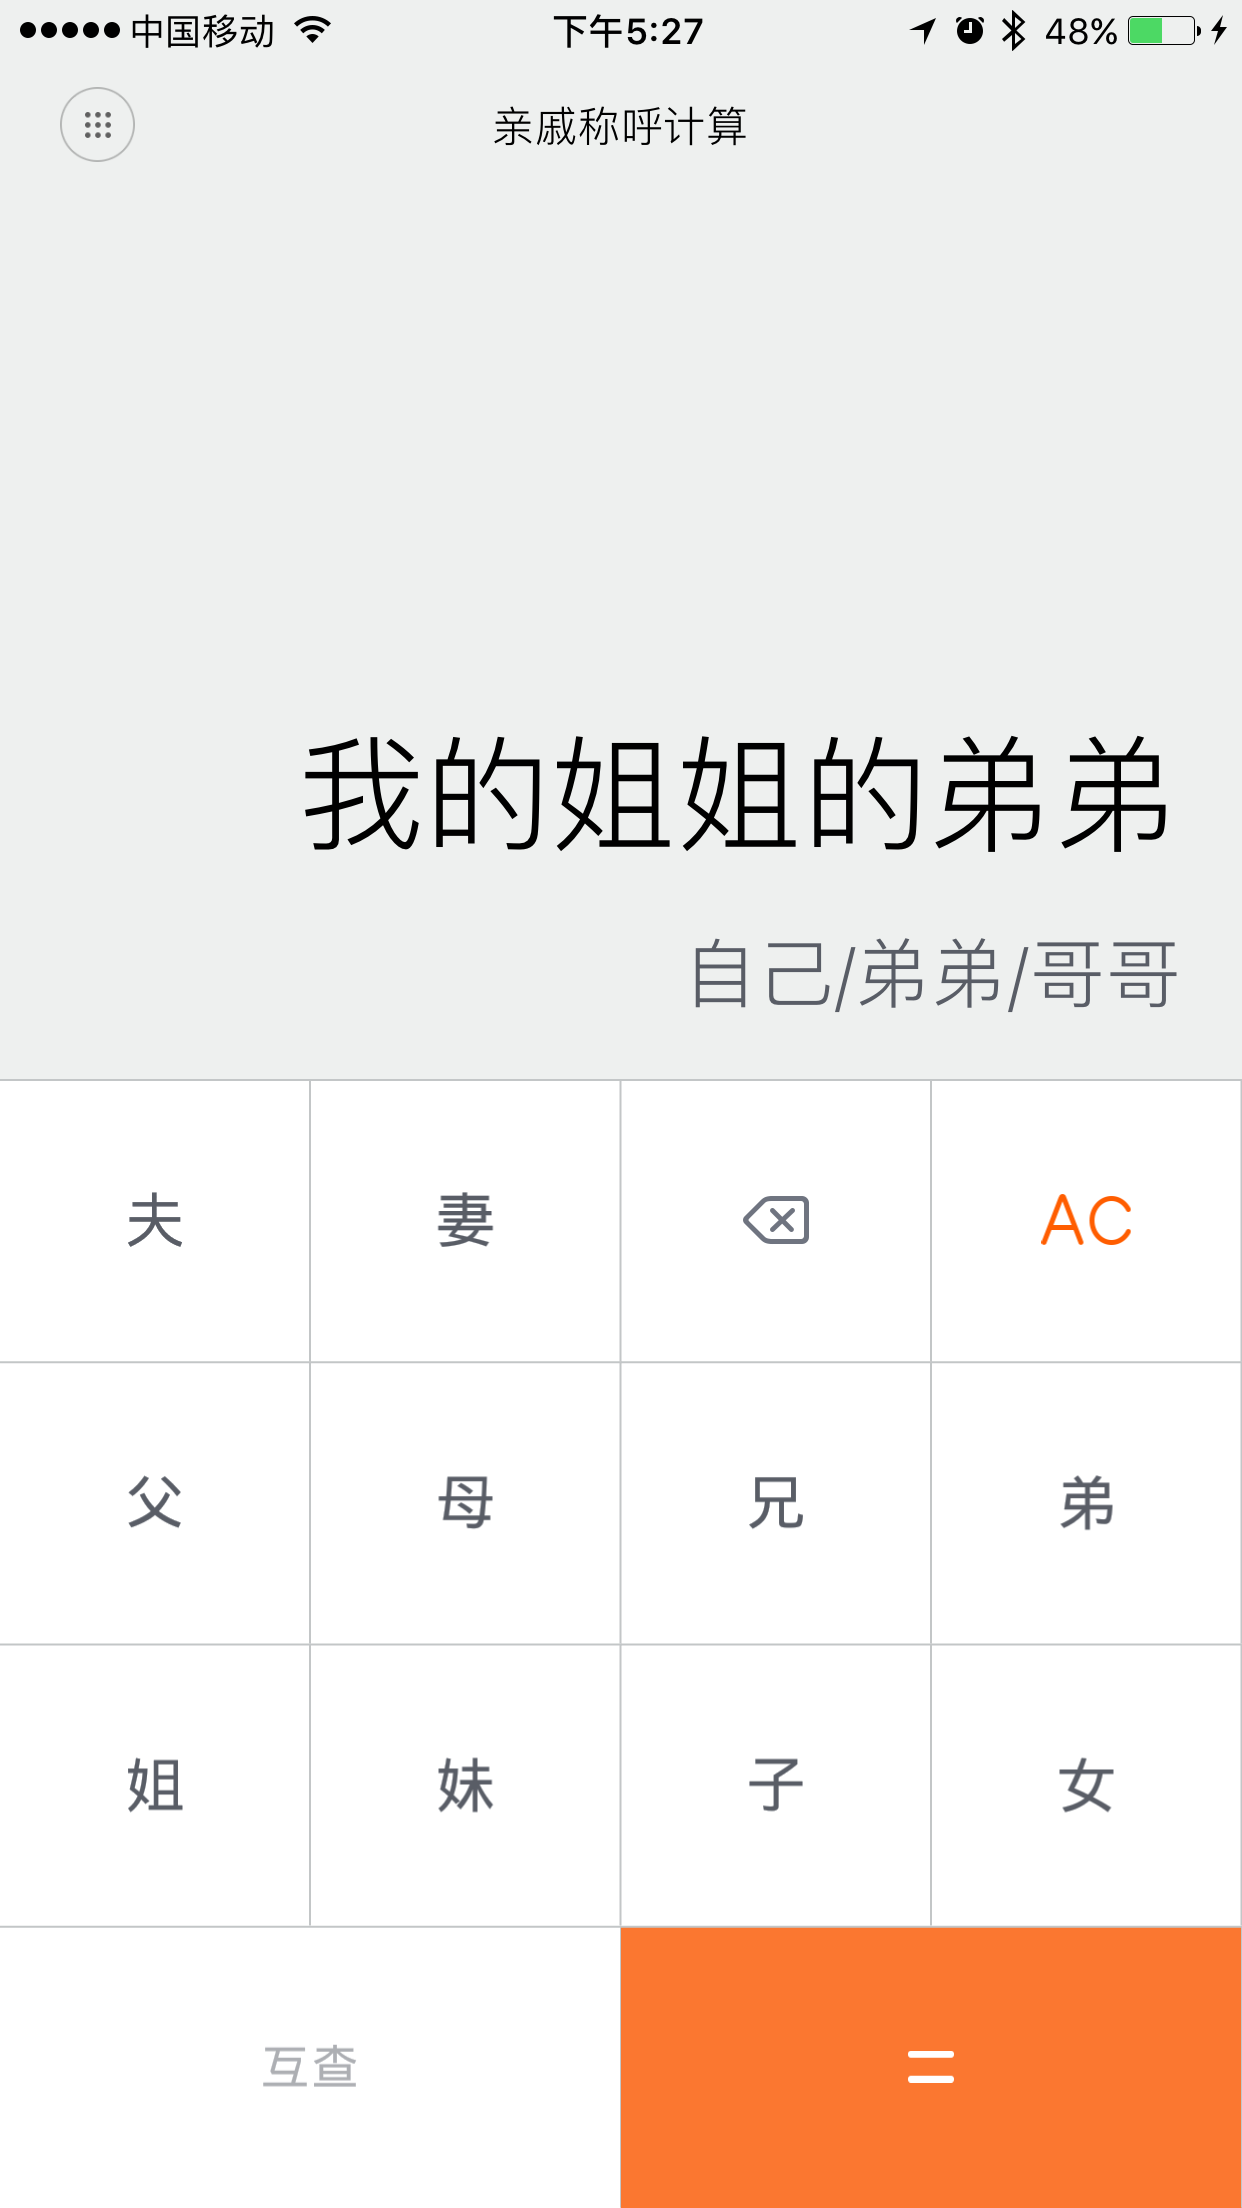 中国移动 下午5:27 48%
亲戚称呼计算
我的姐姐的弟弟
自己/弟弟/哥哥
夫 妻 AC
父 母 兄 弟
姐 妹 子 女
互查 =